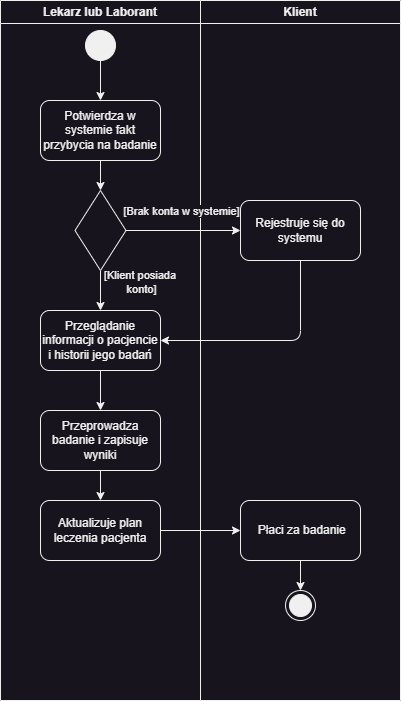 Lekarz lub Laborant
Klient
Potwierdza w
systemie fakt
przybycia na badanie
[Brak konta w systemie]
Rejestruje się do
systemu
[Klient posiada
konto]
Przeglądanie
informacji o pacjencie
i historii jego badań
Przeprowadza
badanie i zapisuje
wyniki
Aktualizuje plan
leczenia pacjenta
Płaci za badanie